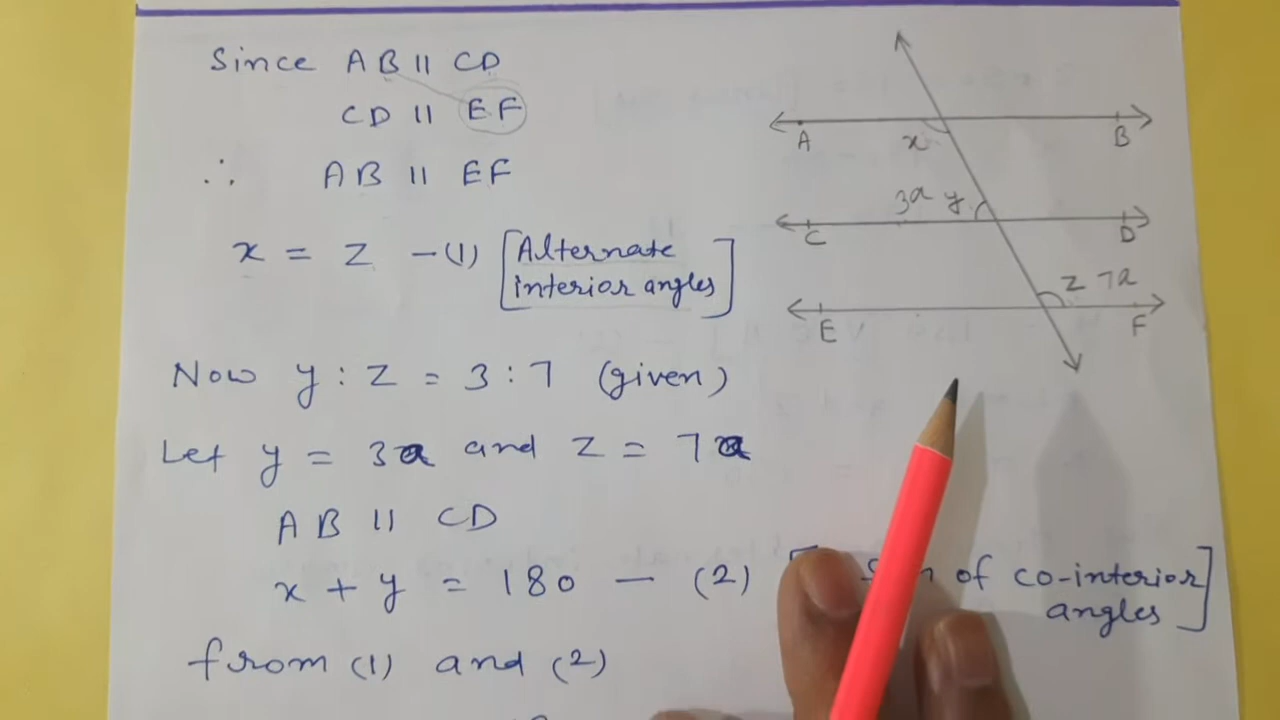 Since AB || CD
CD || EF
∴ AB || EF
x = z - (1) [Alternate interior angles]
Now y : z = 3 : 7 (given)
Let y = 3a and z = 7a
AB || CD
x + y = 180 - (2) [ of co-interior angles]
from (1) and (2)
A
B
x
3a y
C
D
z 7a
E
F